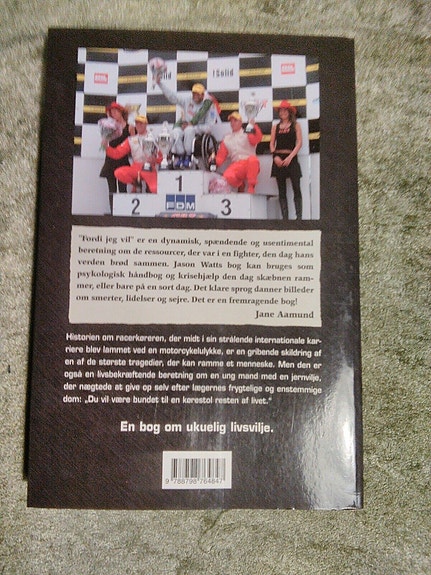 Solid
1
2
FDM
3
"Fordi jeg vil" er en dynamisk, spændende og usentimental
beretning om de ressourcer, der var i en fighter, den dag hans
verden brød sammen. Jason Watts bog kan bruges som
psykologisk håndbog og krisehjælp den dag skæbnen ram-
mer, eller bare på en sort dag. Det klare sprog danner billeder
om smerter, lidelser og sejre. Det er en fremragende bog!
Jane Aamund
Historien om racerkøreren, der midt i sin strålende internationale kar-
riere blev lammet ved en motorcykelulykke, er en gribende skildring af
en af de største tragedier, der kan ramme et menneske. Men den er
også en livsbekræftende beretning om en ung mand med en jernvilje,
der nægtede at give op selv efter lægernes frygtelige og enstemmige
dom: „Du vil være bundet til en kørestol resten af livet."
En bog om ukuelig livsvilje.
9 788798 764847